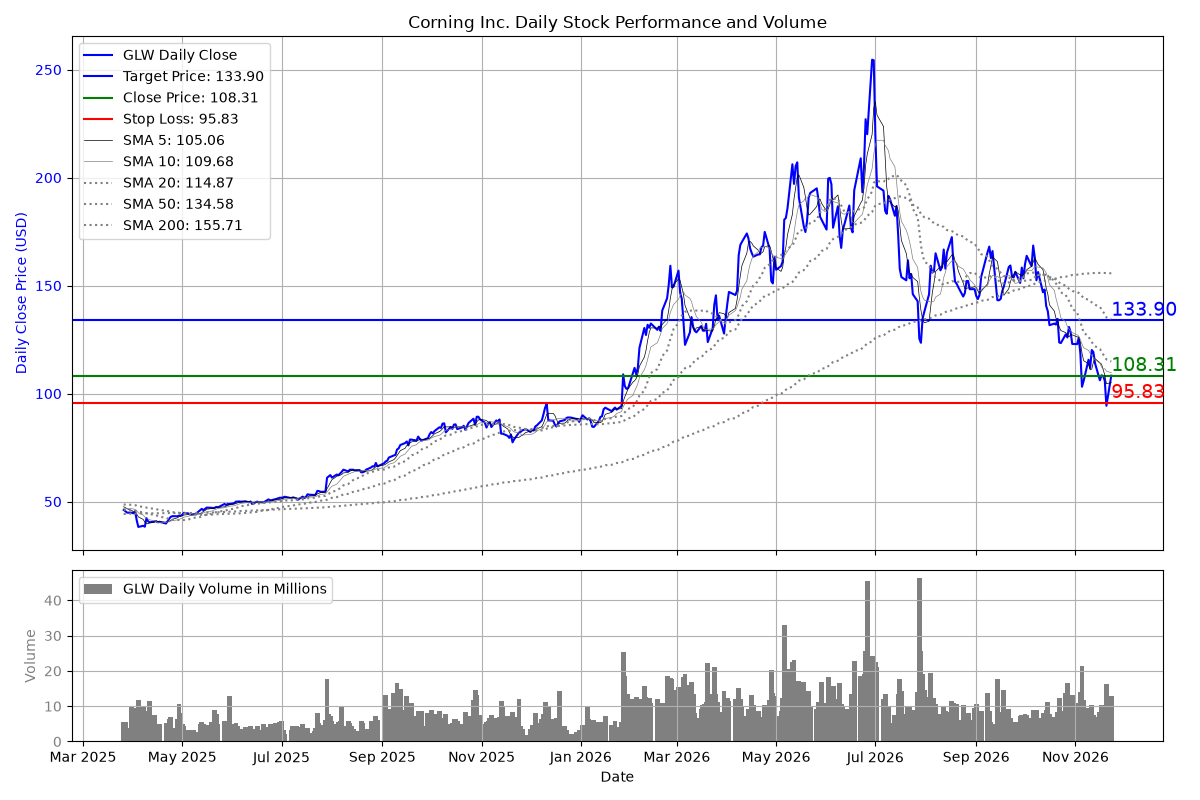 Corning Inc. Daily Stock Performance and Volume
GLW Daily Close
Target Price: 133.90
Close Price: 108.31
Stop Loss: 95.83
SMA 5: 105.06
SMA 10: 109.68
SMA 20: 114.87
SMA 50: 134.58
SMA 200: 155.71
Daily Close Price (USD)
250
200
150
100
50
133.90
108.31
95.83
GLW Daily Volume in Millions
Volume
40
30
20
10
0
Mar 2025 May 2025 Jul 2025 Sep 2025 Nov 2025 Jan 2026 Mar 2026 May 2026 Jul 2026 Sep 2026 Nov 2026
Date